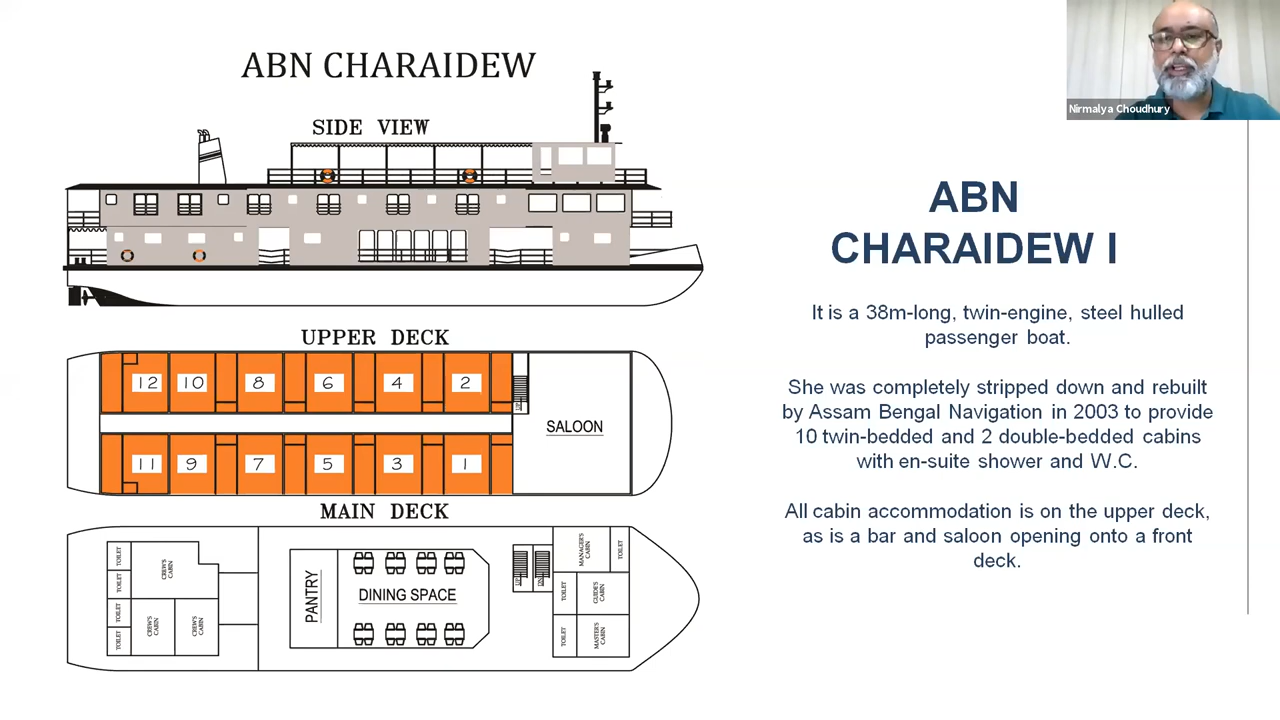 ABN CHARAIDEW
SIDE VIEW
Nirmalya Choudhury
ABN
CHARAIDEW I
It is a 38m-long, twin-engine, steel hulled
passenger boat.
She was completely stripped down and rebuilt
by Assam Bengal Navigation in 2003 to provide
10 twin-bedded and 2 double-bedded cabins
with en-suite shower and W.C.
All cabin accommodation is on the upper deck,
as is a bar and saloon opening onto a front
deck.
UPPER DECK
12 10 8 6 4 2
SALOON
11 9 7 5 3 1
MAIN DECK
TOILET
TOILET
TOILET
TOILET
CREW'S
CABIN
CREW'S
CABIN
CREW'S
CABIN
PANTRY
DINING SPACE
UP
DN
MANAGER'S
CABIN
TOILET
TOILET
GUIDE'S
CABIN
TOILET
MASTER'S
CABIN